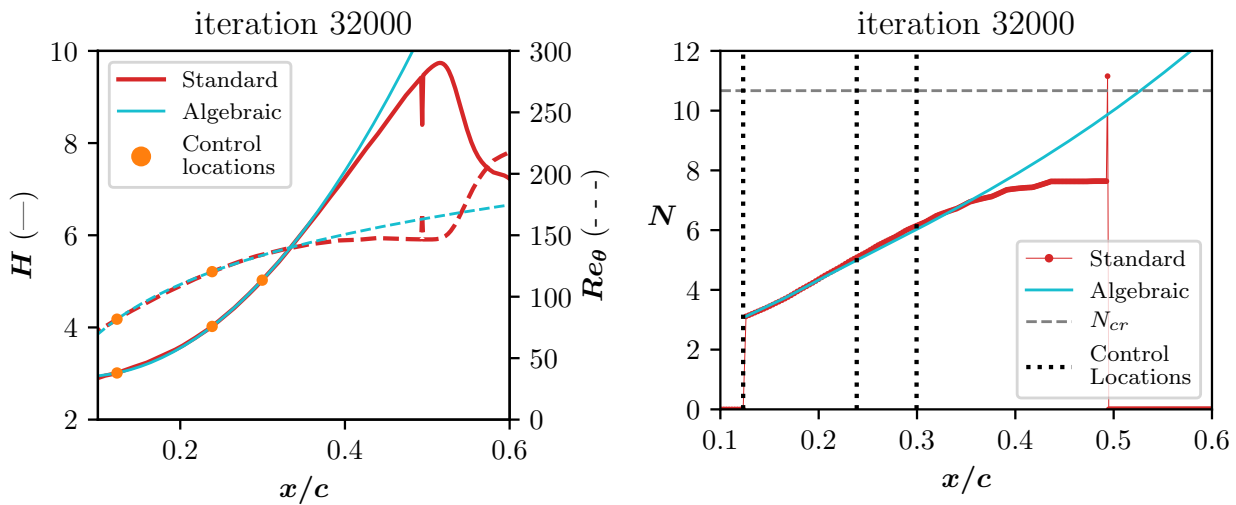 iteration 32000
10
8
6
4
2
H (—)
Standard
Algebraic
Control
locations
300
250
200
150
100
50
0
Re_θ (- - -)
0.2
0.4
0.6
x/c
iteration 32000
12
10
8
6
4
2
0
N
Standard
Algebraic
N_cr
Control
Locations
0.1
0.2
0.3
0.4
0.5
0.6
x/c